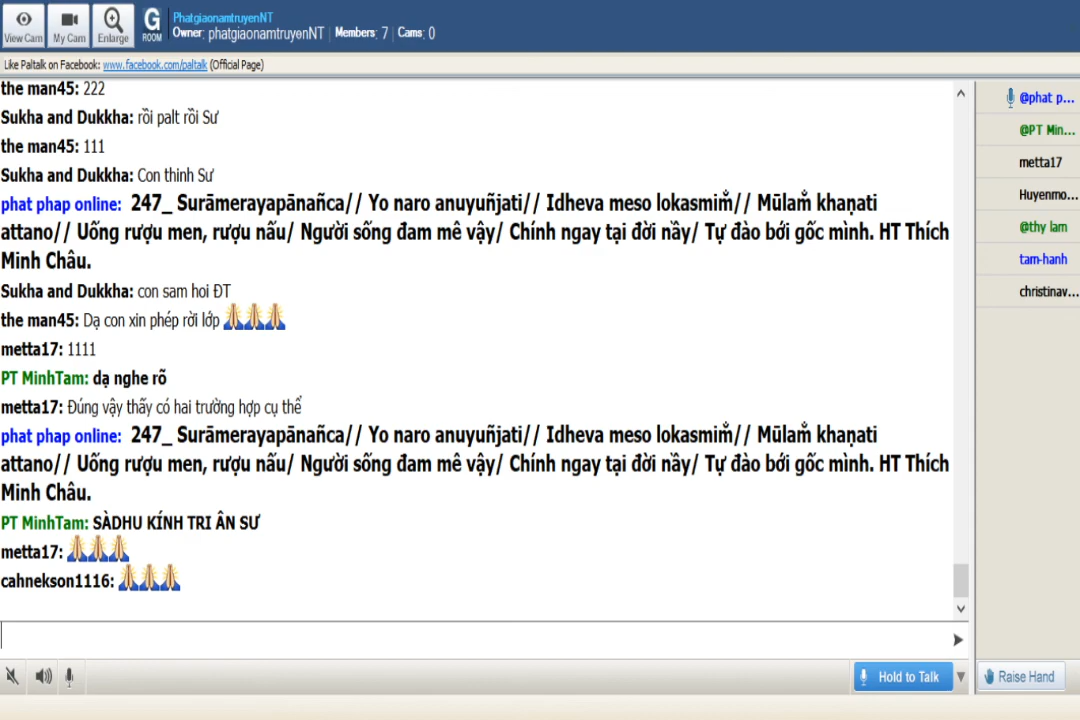 View Cam
My Cam
Enlarge
G
ROOM
PhatgiaonamtruyenNT
Owner: phatgiaonamtruyenNT | Members: 7 | Cams: 0
Like Paltalk on Facebook: www.facebook.com/paltalk (Official Page)
the man45: 222
Sukha and Dukkha: rồi palt rồi Sư
the man45: 111
Sukha and Dukkha: Con thinh Sư
phat phap online: 247_ Surāmerayapānañca// Yo naro anuyuñjati// Idheva meso lokasmiṁ// Mūlaṁ khaṇati
attano// Uống rượu men, rượu nấu/ Người sống đam mê vậy/ Chính ngay tại đời nầy/ Tự đào bới gốc mình. HT Thích
Minh Châu.
Sukha and Dukkha: con sam hoi ĐT
the man45: Dạ con xin phép rời lớp 🙏🙏🙏
metta17: 1111
PT MinhTam: dạ nghe rõ
metta17: Đúng vậy thầy có hai trường hợp cụ thể
phat phap online: 247_ Surāmerayapānañca// Yo naro anuyuñjati// Idheva meso lokasmiṁ// Mūlaṁ khaṇati
attano// Uống rượu men, rượu nấu/ Người sống đam mê vậy/ Chính ngay tại đời nầy/ Tự đào bới gốc mình. HT Thích
Minh Châu.
PT MinhTam: SÀDHU KÍNH TRI ÂN SƯ
metta17: 🙏🙏🙏
cahnekson1116: 🙏🙏🙏
@phat p...
@PT Min...
metta17
Huyenmo...
@thy lam
tam-hanh
christinav...
Hold to Talk
Raise Hand